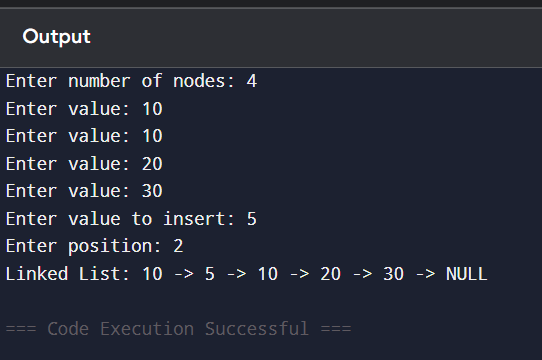 Output
Enter number of nodes: 4
Enter value: 10
Enter value: 10
Enter value: 20
Enter value: 30
Enter value to insert: 5
Enter position: 2
Linked List: 10 -> 5 -> 10 -> 20 -> 30 -> NULL
=== Code Execution Successful ===